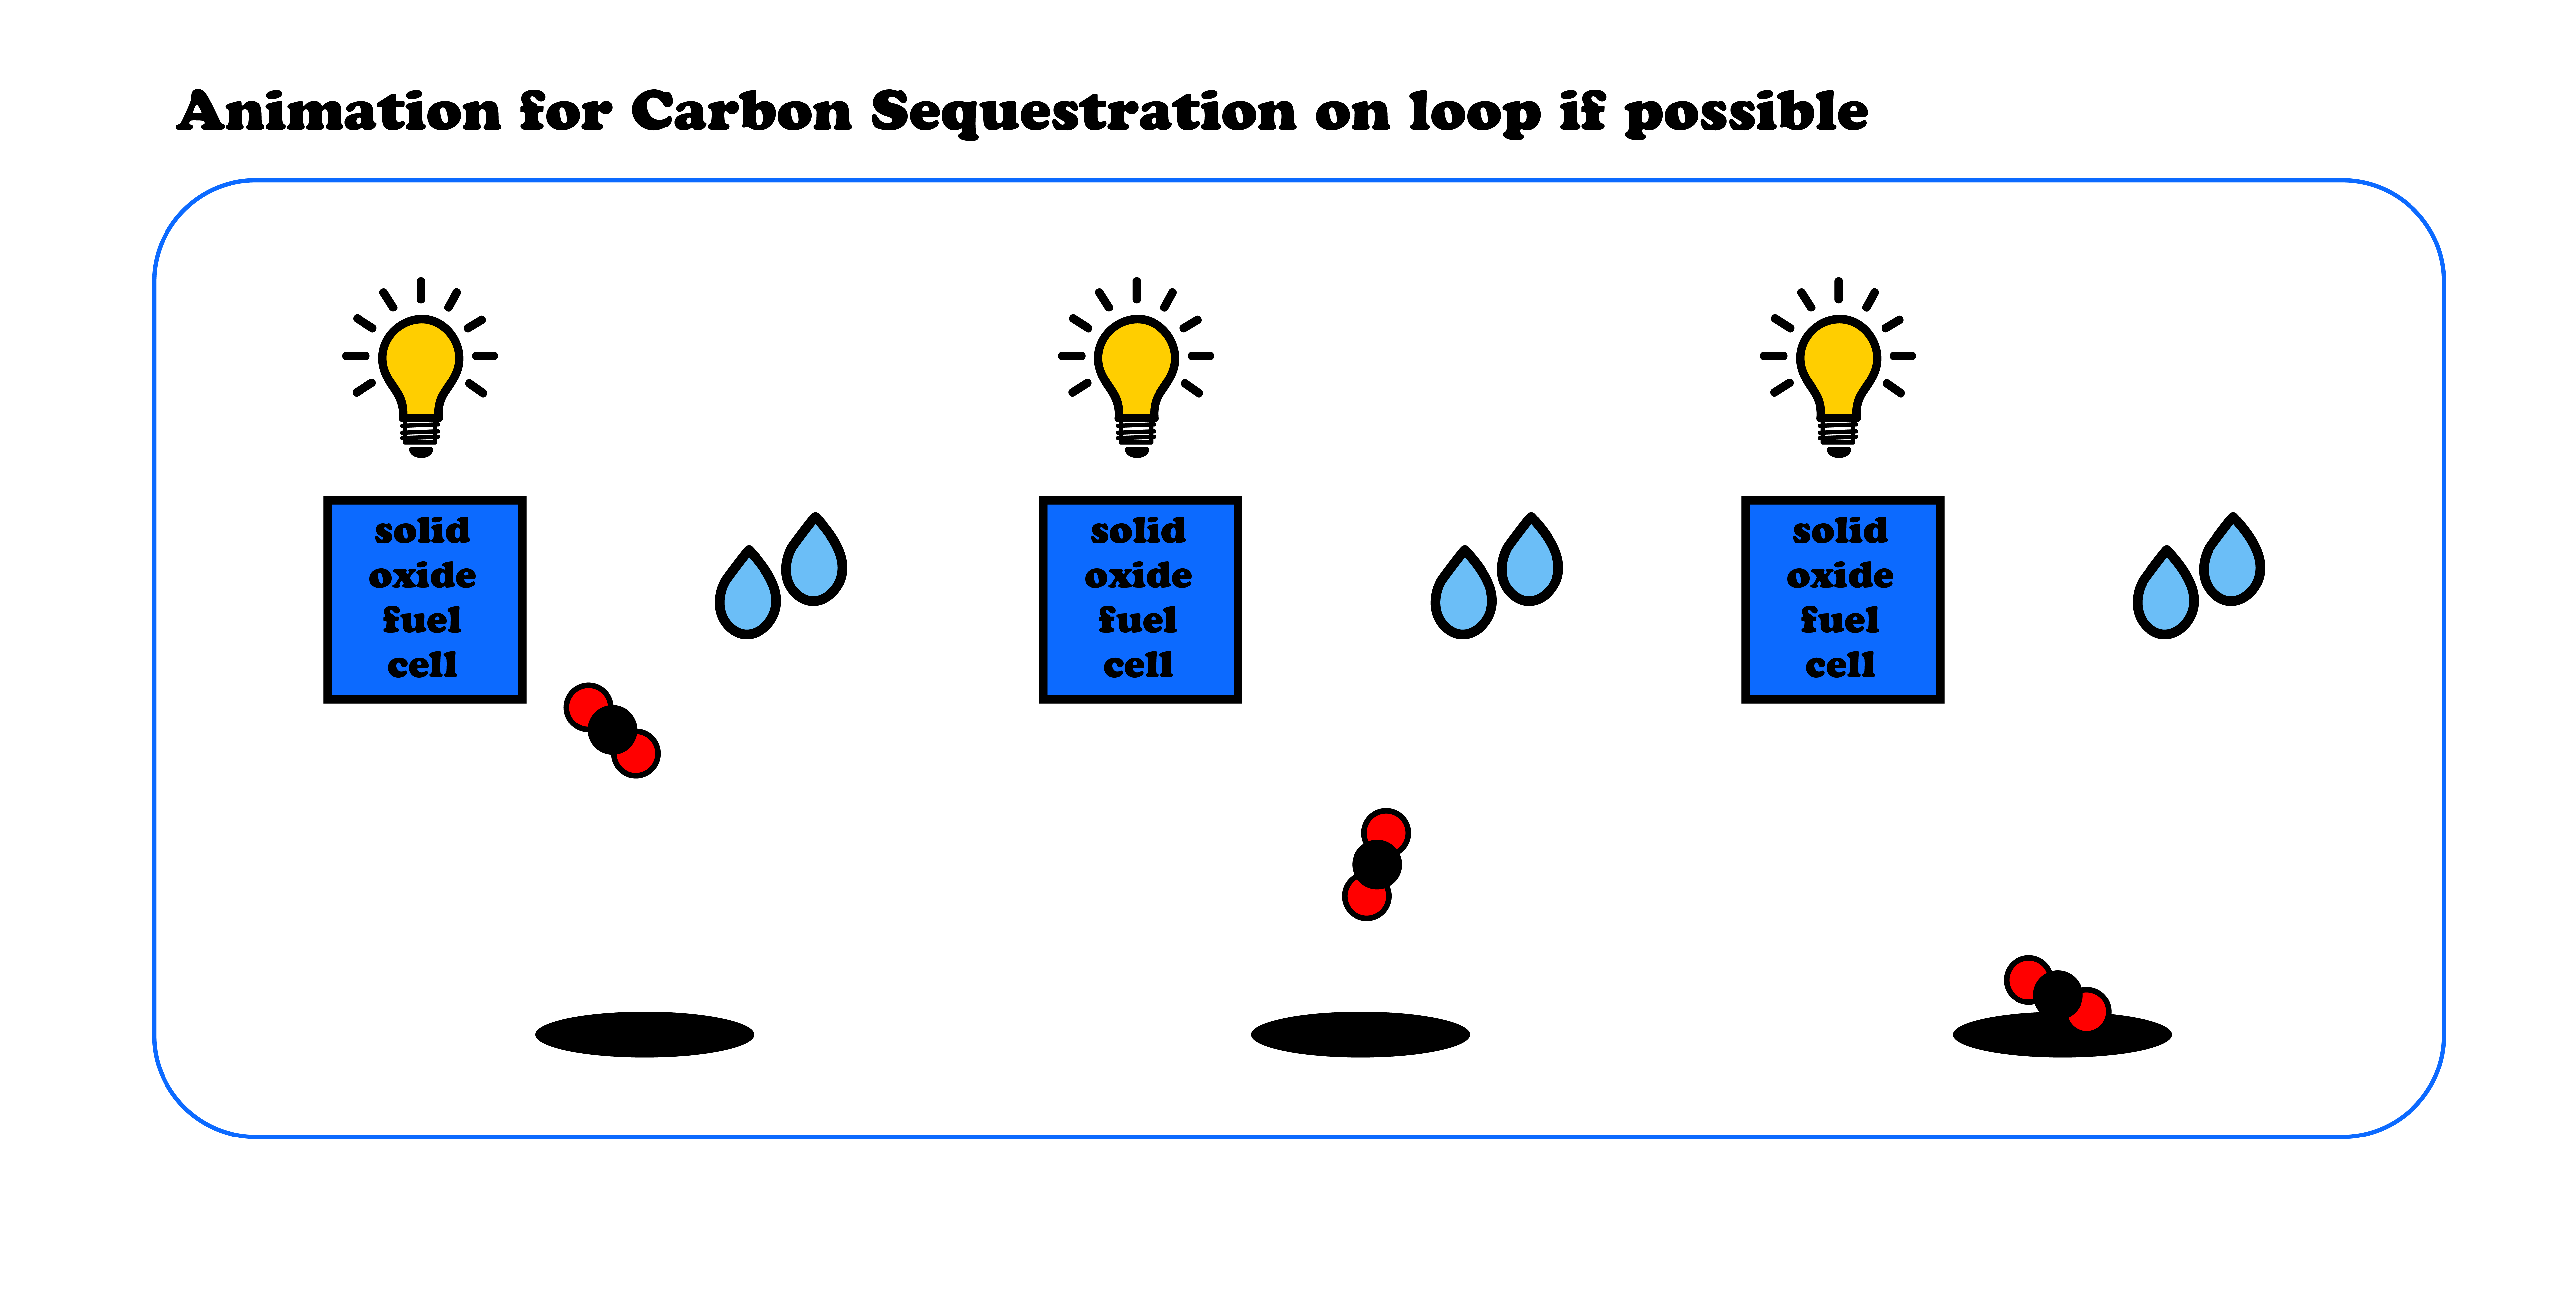 Animation for Carbon Sequestration on loop if possible
solid
oxide
fuel
cell
solid
oxide
fuel
cell
solid
oxide
fuel
cell